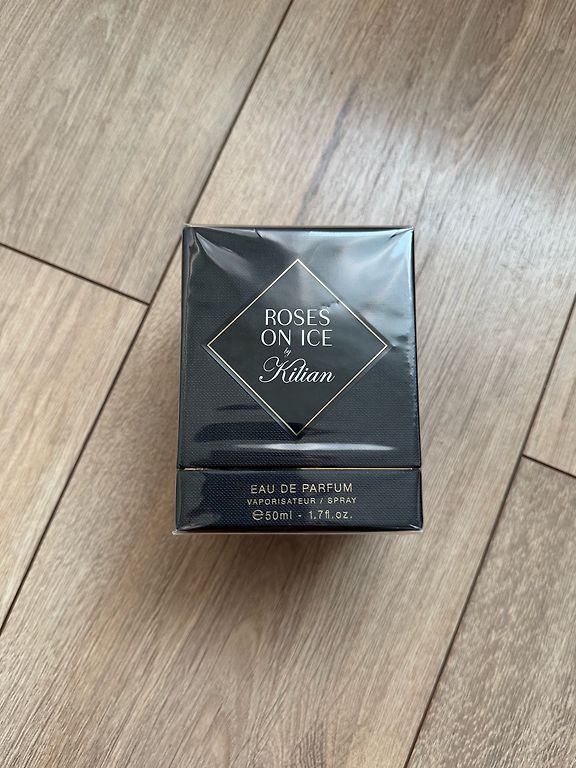 ROSES
ON ICE
by
Kilian
EAU DE PARFUM
VAPORISATEUR / SPRAY
℮50ml - 1.7fl.oz.